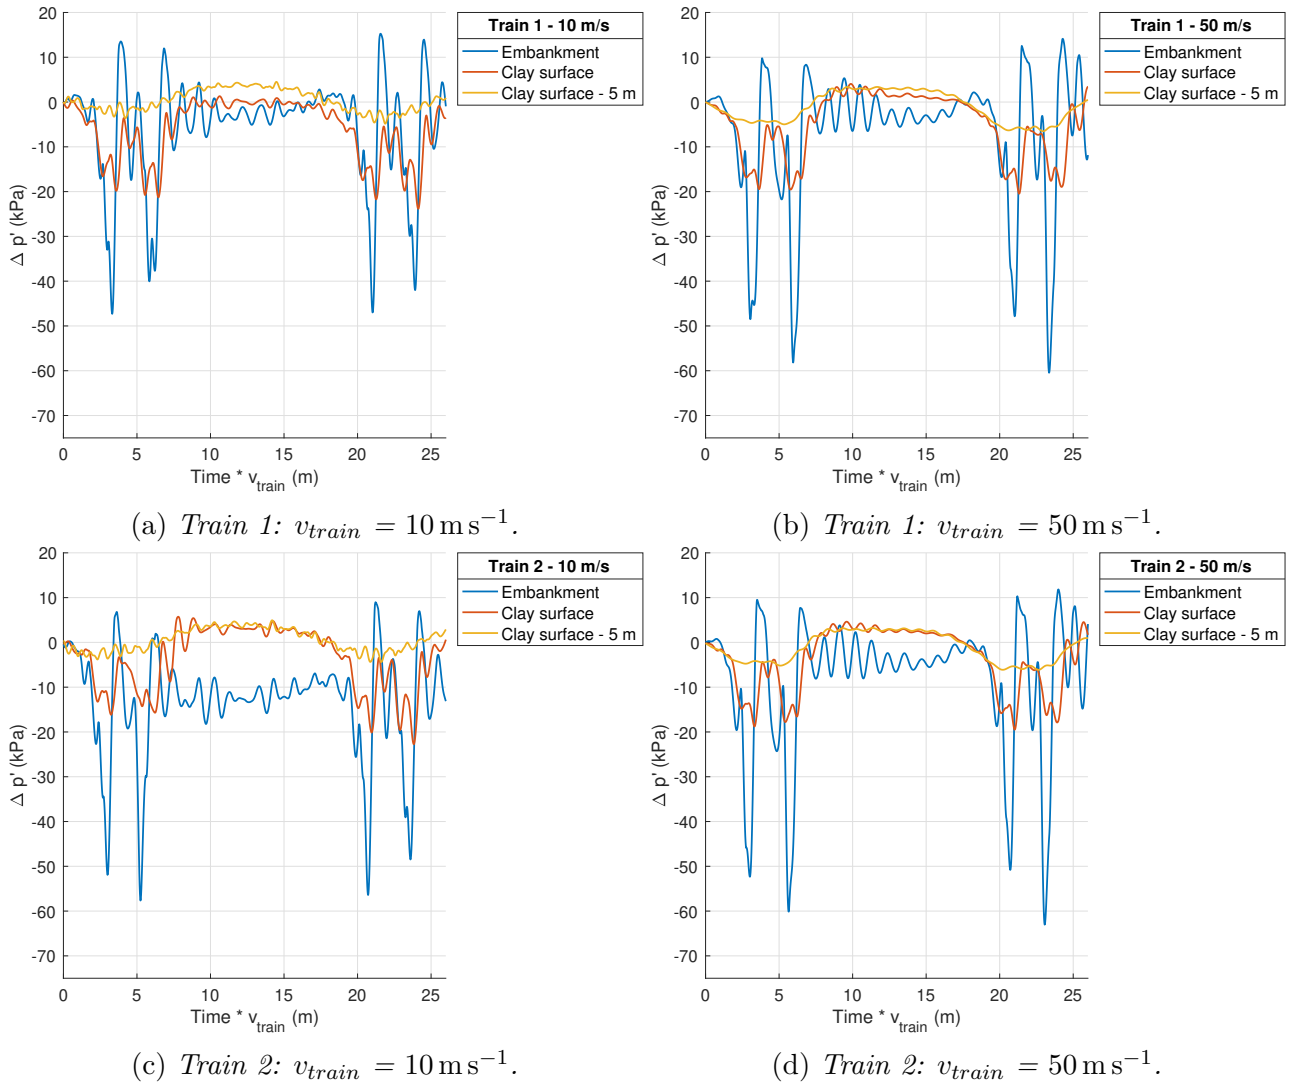 20
10
0
-10
-20
-30
-40
-50
-60
-70
Δ p' (kPa)
0 5 10 15 20 25
Time * v_train (m)
Train 1 - 10 m/s
Embankment
Clay surface
Clay surface - 5 m
(a) Train 1: v_train = 10 m s⁻¹.
20
10
0
-10
-20
-30
-40
-50
-60
-70
Δ p' (kPa)
0 5 10 15 20 25
Time * v_train (m)
Train 1 - 50 m/s
Embankment
Clay surface
Clay surface - 5 m
(b) Train 1: v_train = 50 m s⁻¹.
20
10
0
-10
-20
-30
-40
-50
-60
-70
Δ p' (kPa)
0 5 10 15 20 25
Time * v_train (m)
Train 2 - 10 m/s
Embankment
Clay surface
Clay surface - 5 m
(c) Train 2: v_train = 10 m s⁻¹.
20
10
0
-10
-20
-30
-40
-50
-60
-70
Δ p' (kPa)
0 5 10 15 20 25
Time * v_train (m)
Train 2 - 50 m/s
Embankment
Clay surface
Clay surface - 5 m
(d) Train 2: v_train = 50 m s⁻¹.